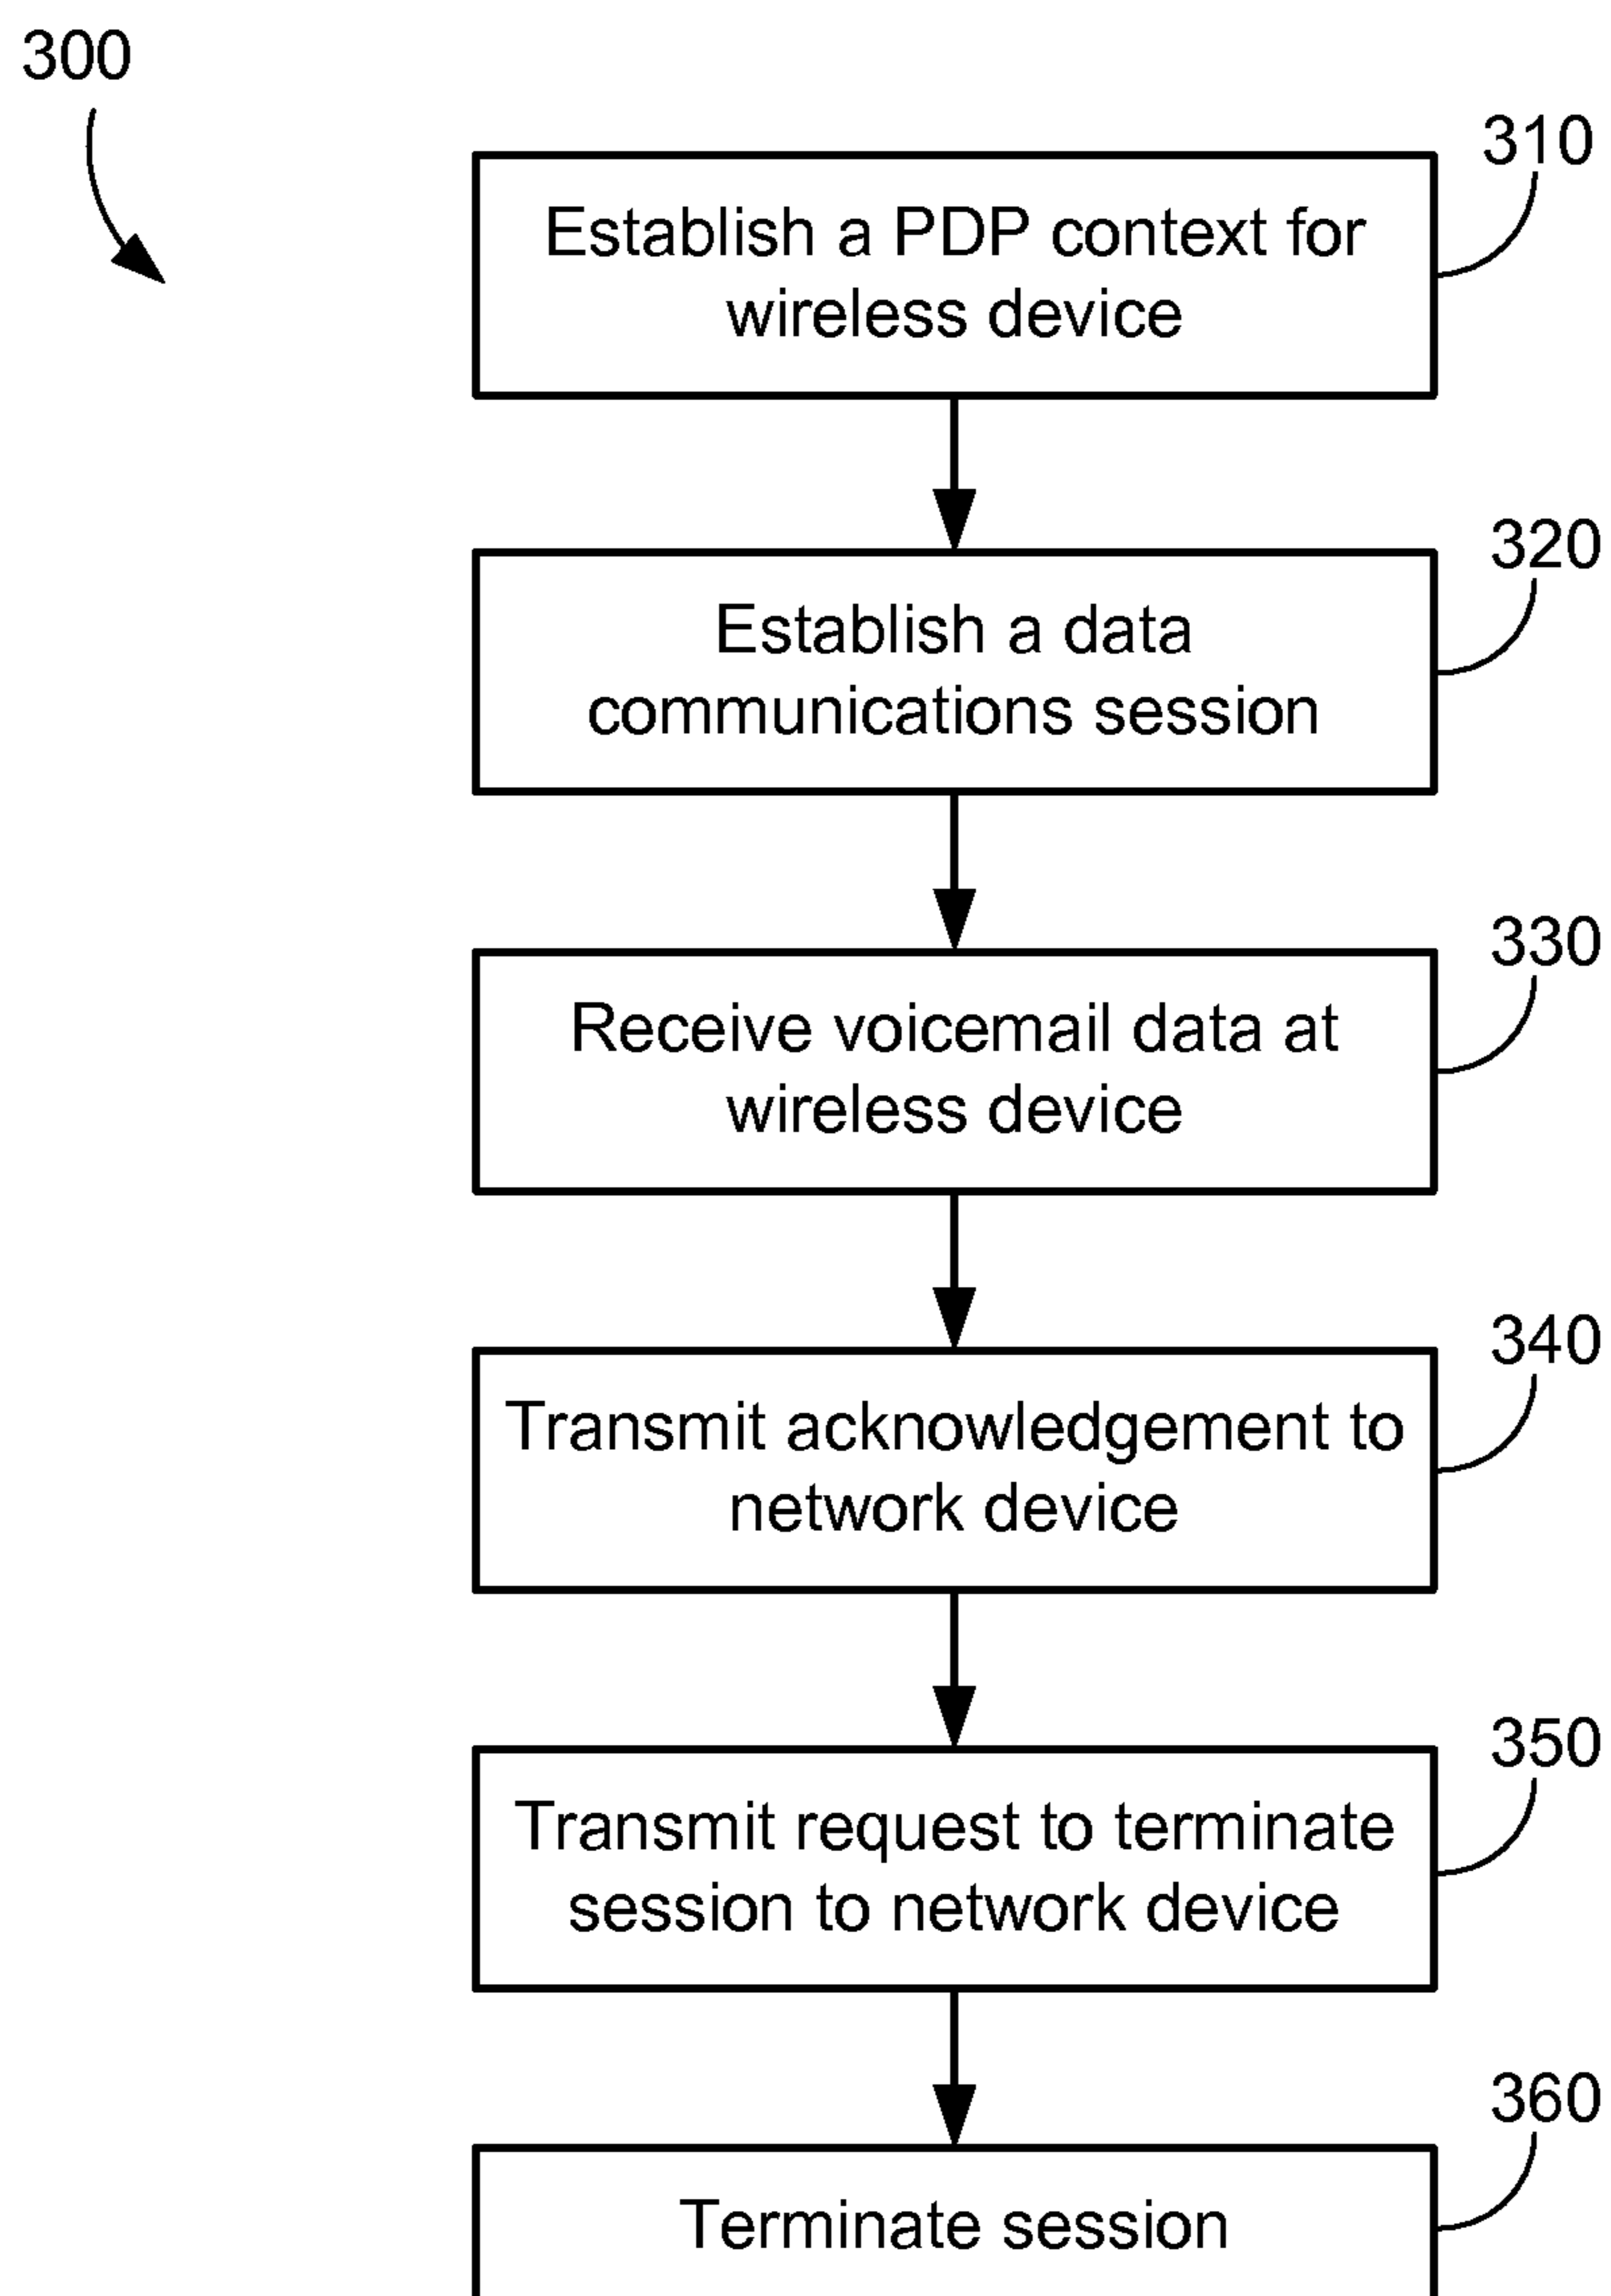 300
310
Establish a PDP context for
wireless device
320
Establish a data
communications session
330
Receive voicemail data at
wireless device
340
Transmit acknowledgement to
network device
350
Transmit request to terminate
session to network device
360
Terminate session